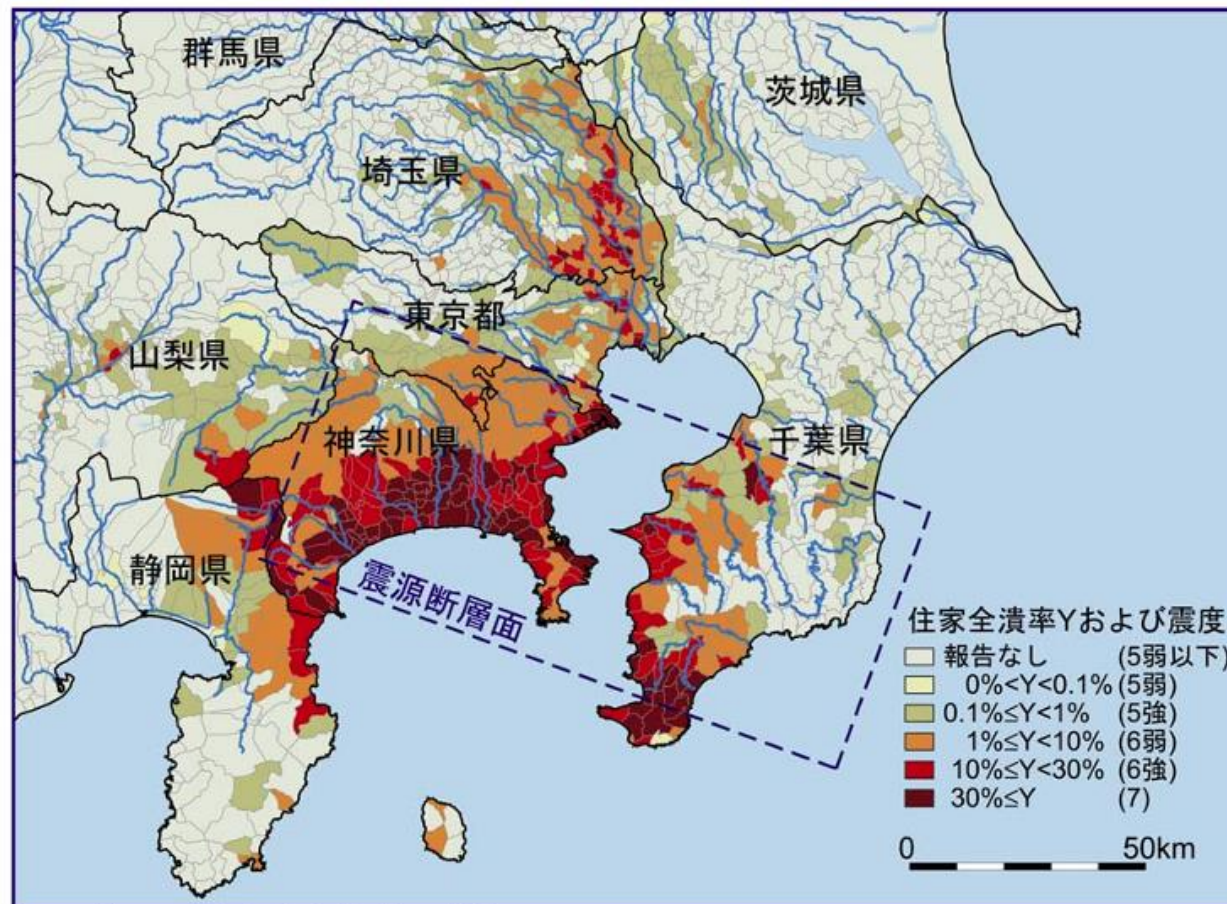 群馬県
茨城県
埼玉県
東京都
山梨県
神奈川県
千葉県
静岡県
震源断層面
住家全潰率Yおよび震度
報告なし (5弱以下)
0%<Y<0.1% (5弱)
0.1%≤Y<1% (5強)
1%≤Y<10% (6弱)
10%≤Y<30% (6強)
30%≤Y (7)
0 50km